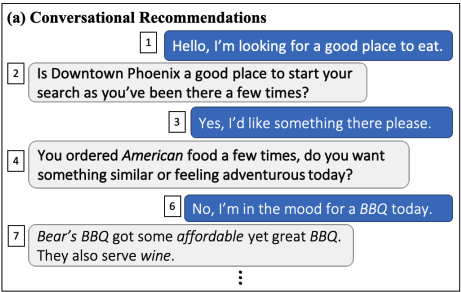 (a) Conversational Recommendations
1
Hello, I'm looking for a good place to eat.
2
Is Downtown Phoenix a good place to start your
search as you've been there a few times?
3
Yes, I'd like something there please.
4
You ordered American food a few times, do you want
something similar or feeling adventurous today?
6
No, I'm in the mood for a BBQ today.
7
Bear's BBQ got some affordable yet great BBQ.
They also serve wine.